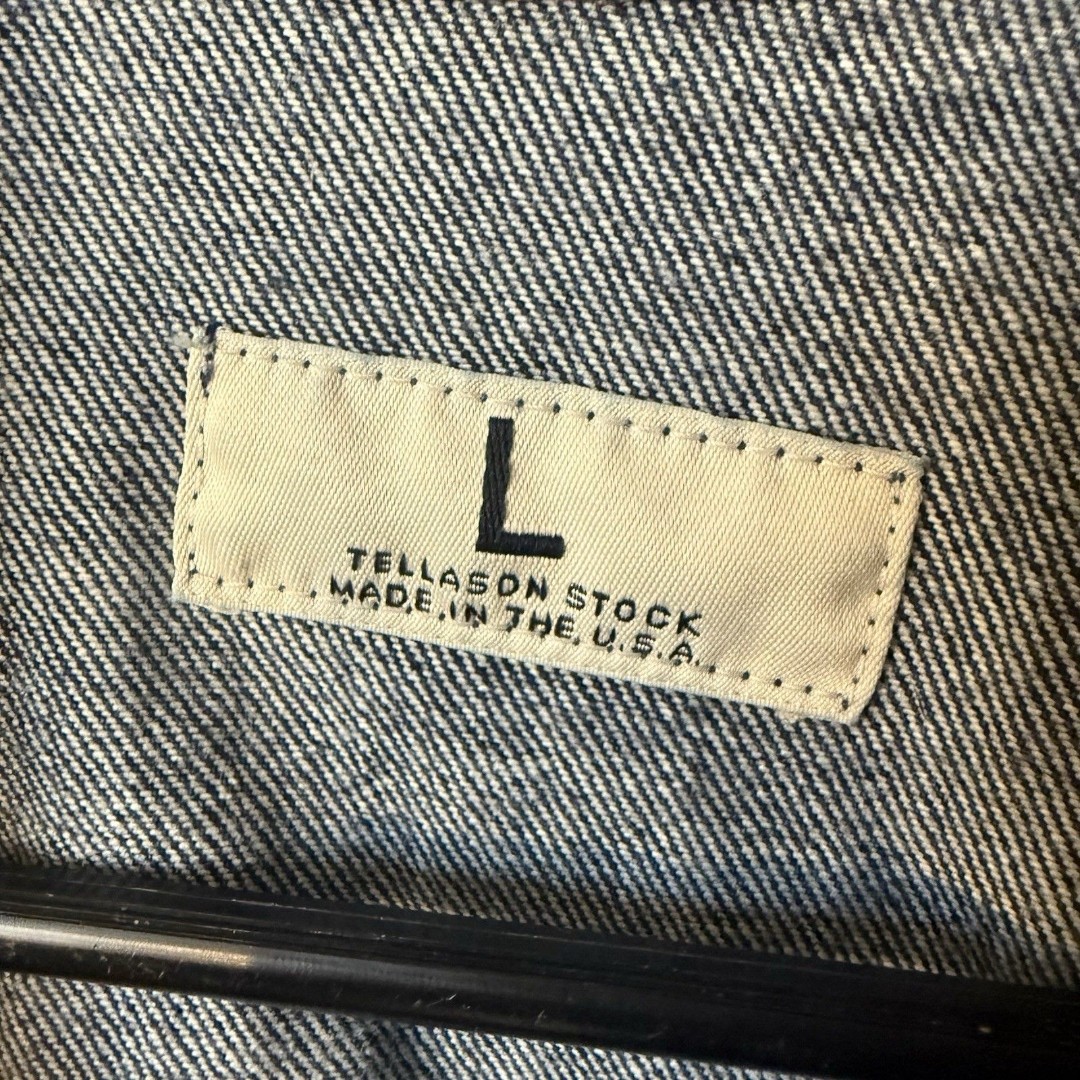 L
TELLASON STOCK
MADE IN THE U.S.A.